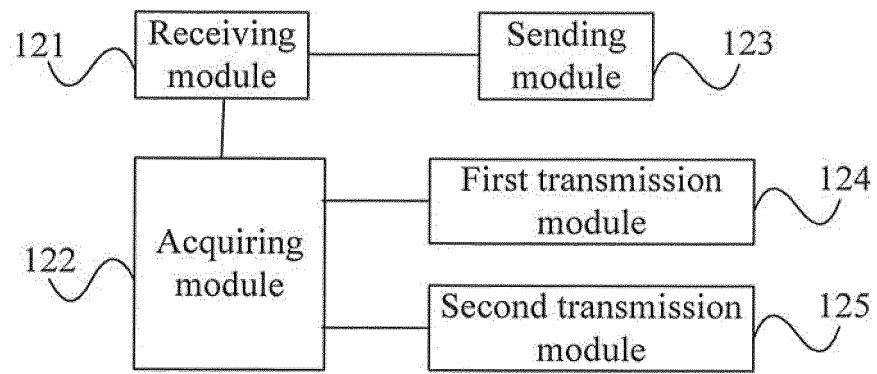 121
Receiving
module
Sending
module
123
First transmission
module
124
122
Acquiring
module
Second transmission
module
125